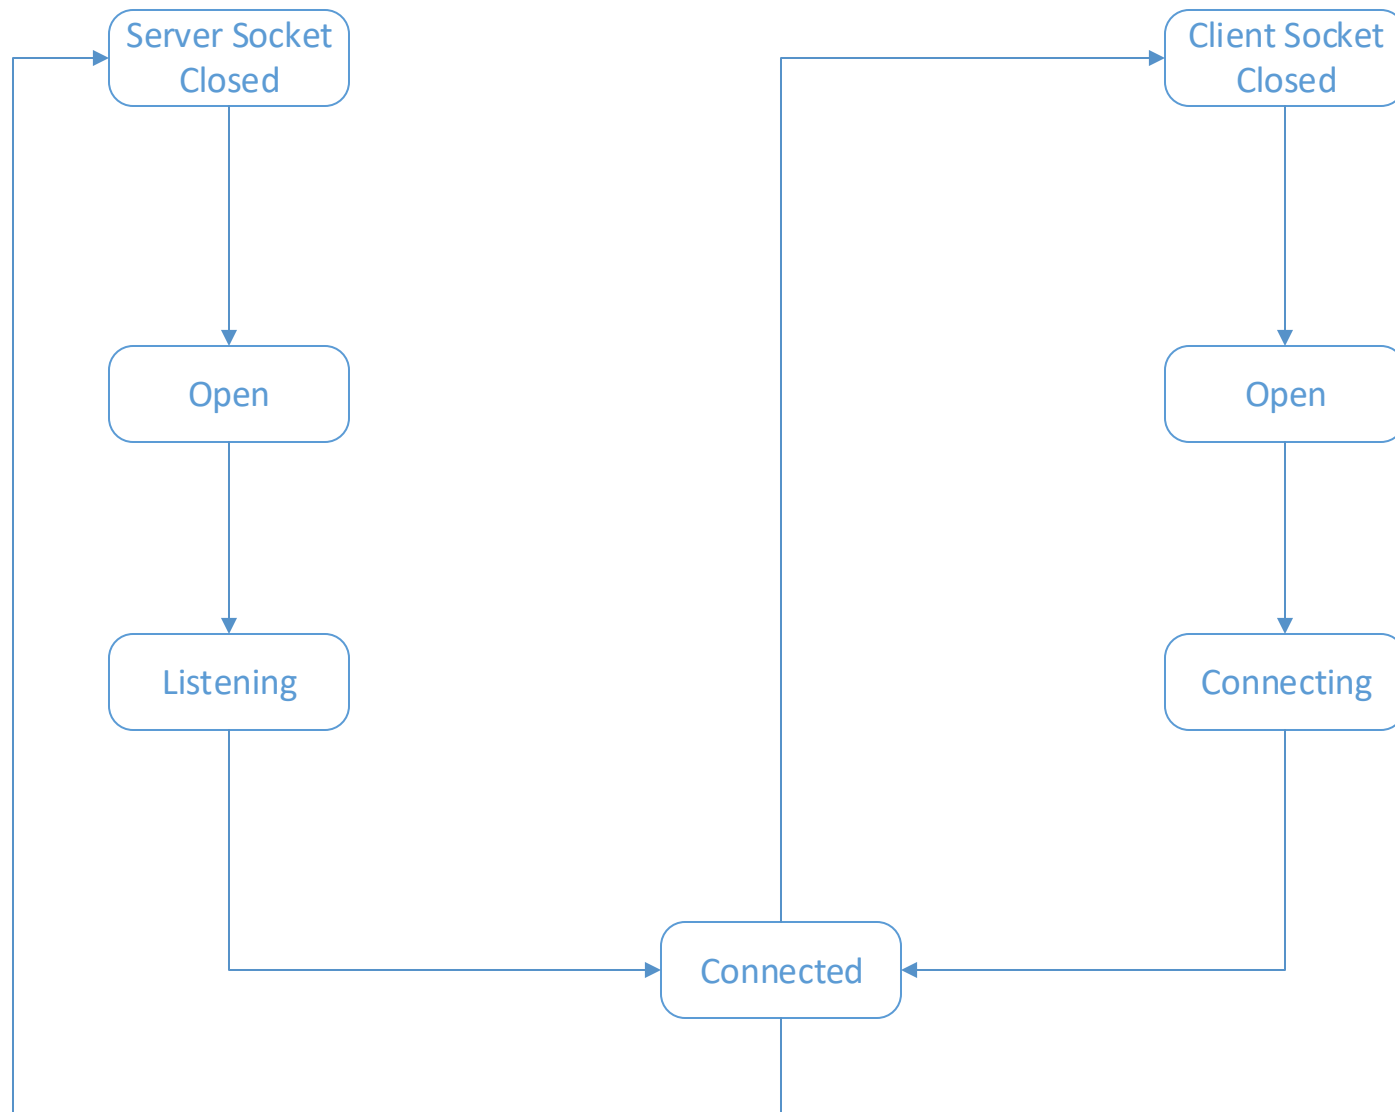 Server Socket
Closed
Client Socket
Closed
Open
Open
Listening
Connecting
Connected